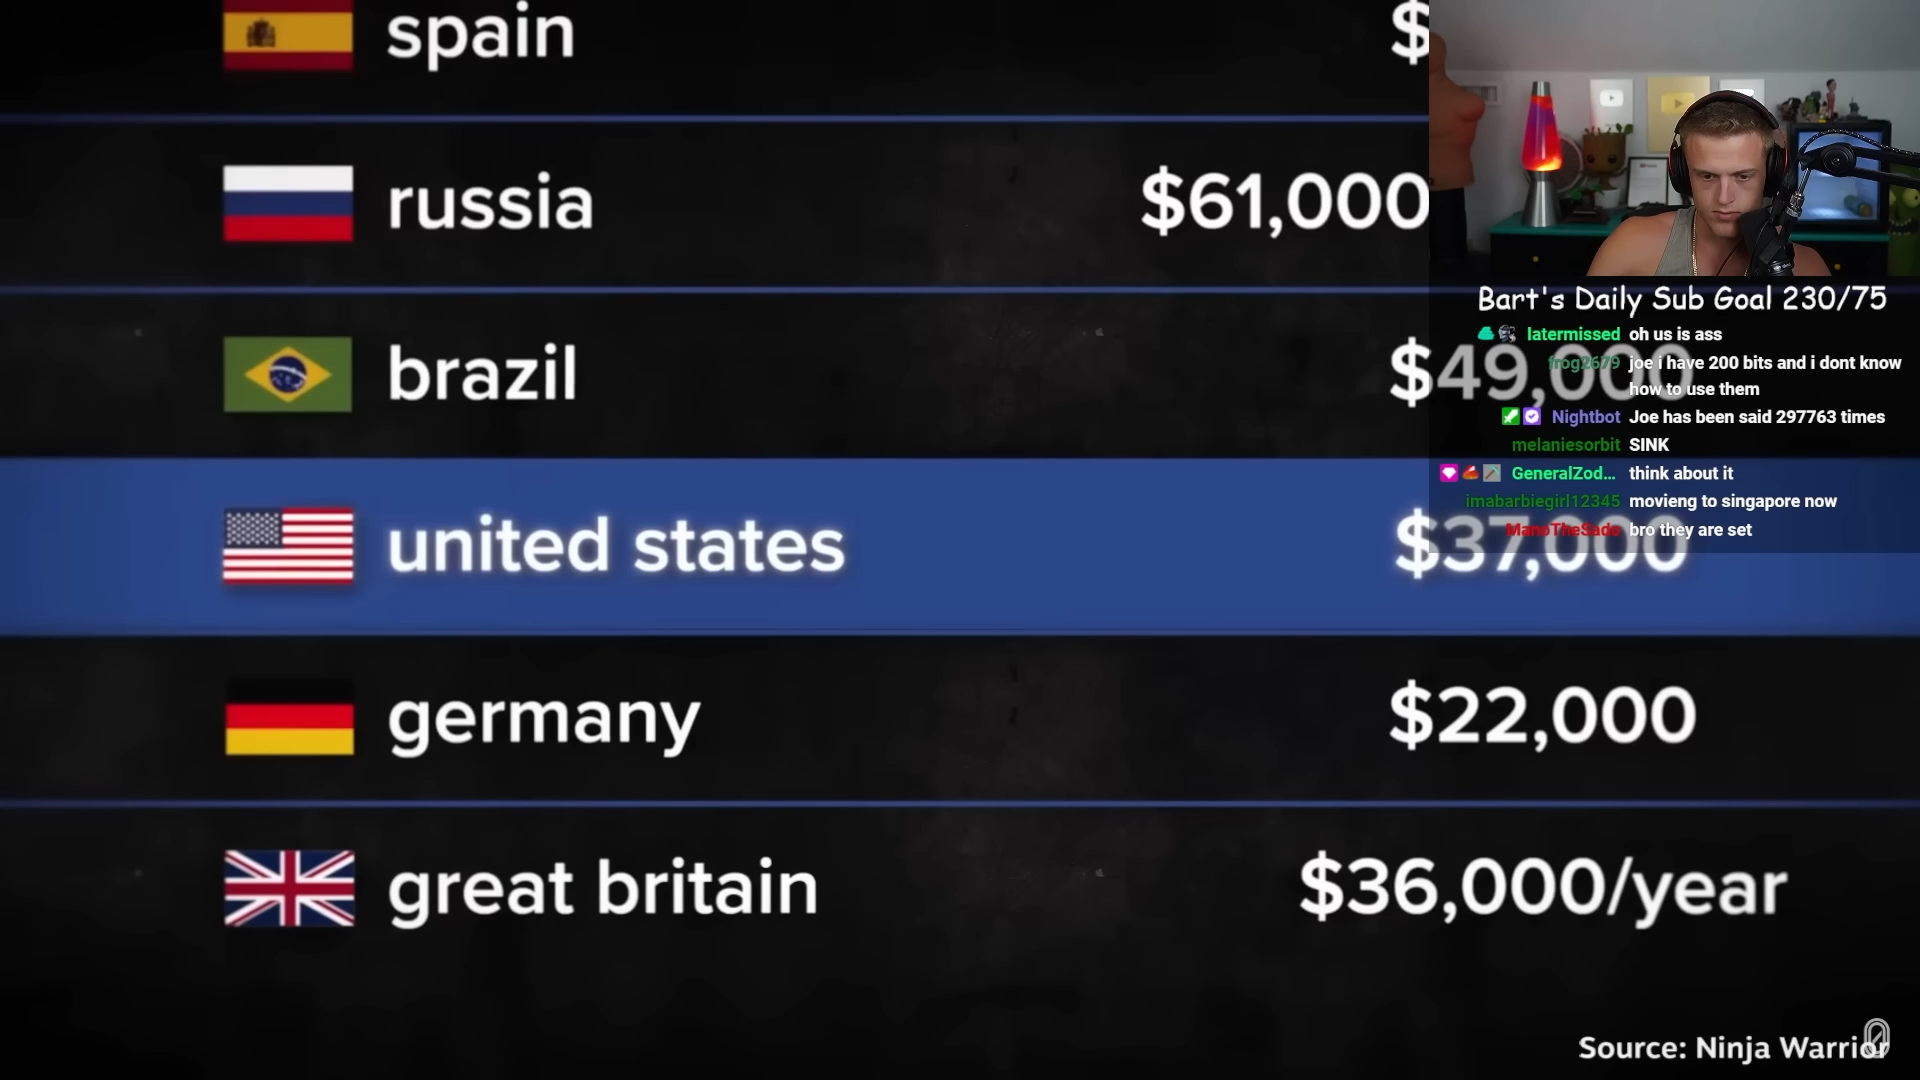 spain $
russia $61,000
brazil $49,000
united states $37,000
germany $22,000
great britain $36,000/year
Source: Ninja Warrior
Bart's Daily Sub Goal 230/75
latermissed oh us is ass
frog2679 joe i have 200 bits and i dont know
how to use them
Nightbot Joe has been said 297763 times
melaniesorbit SINK
GeneralZod... think about it
imabarbiegirl12345 movieng to singapore now
ManoTheSado bro they are set